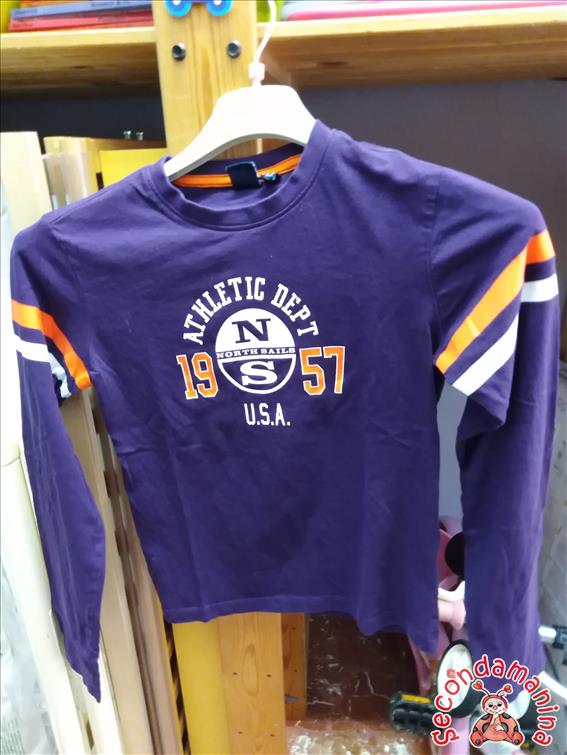 ATHLETIC DEPT
N
NORTH SAILS
S
19 57
U.S.A.
Secondamanina